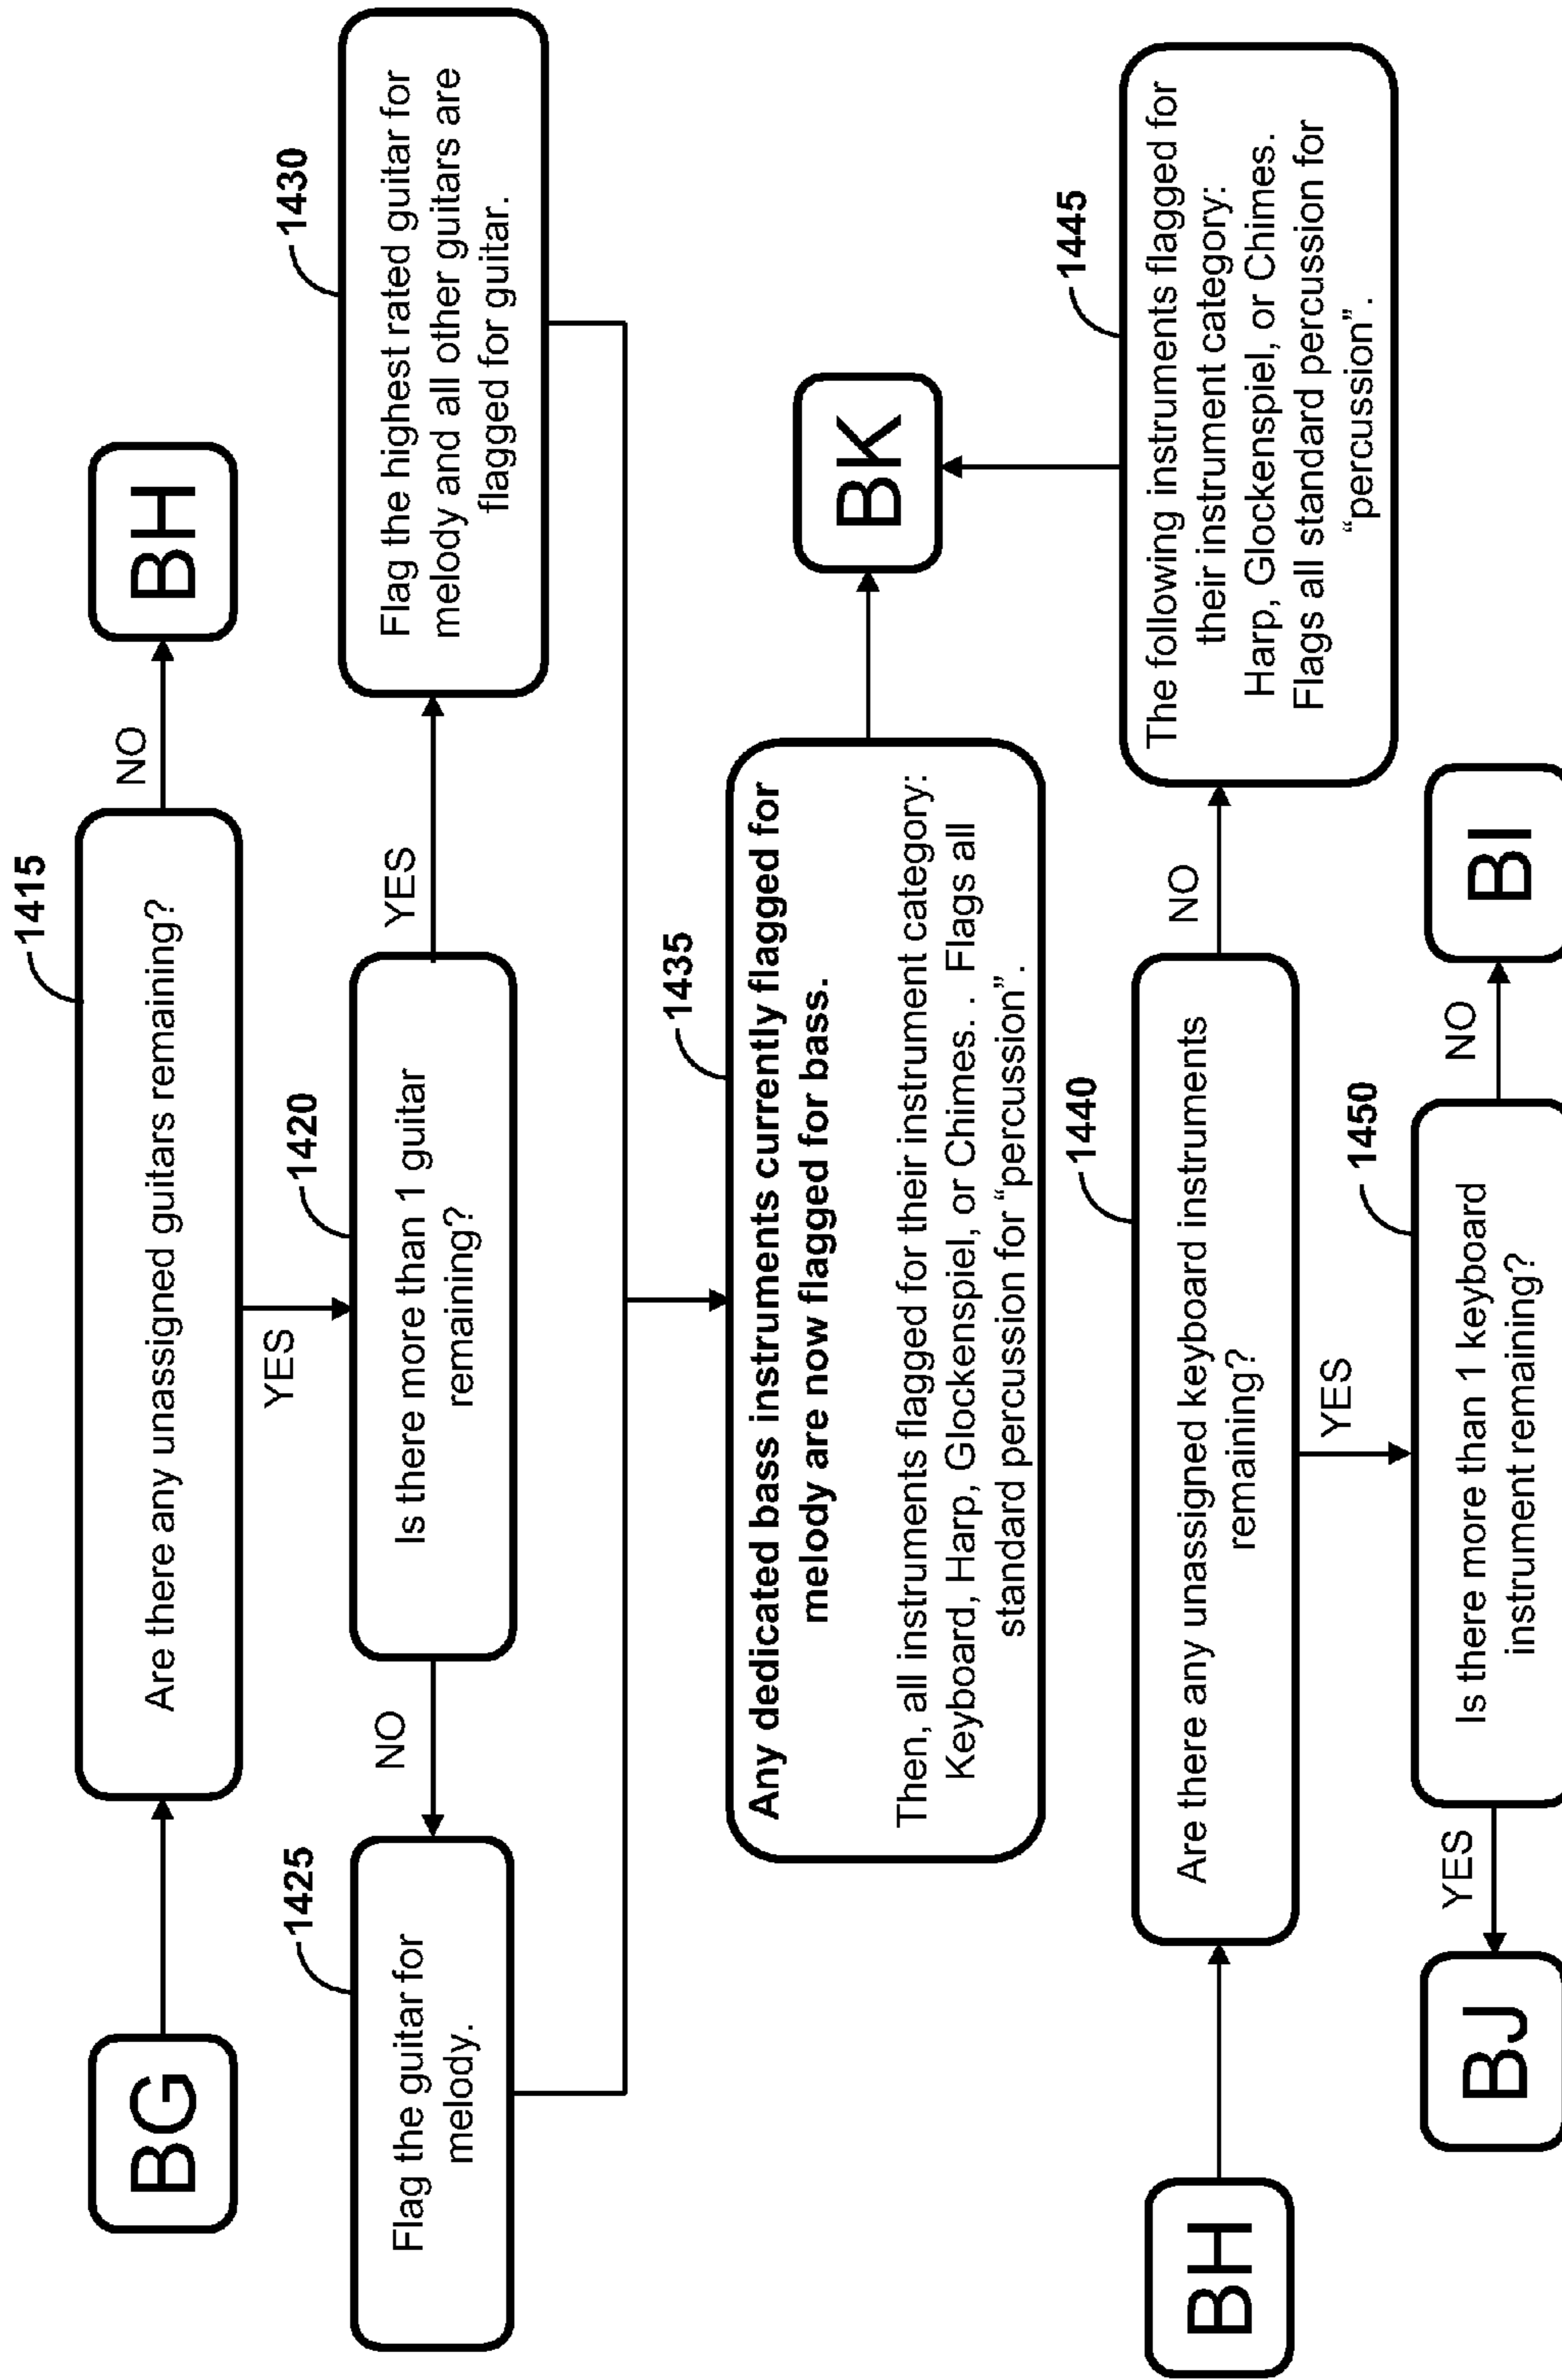 BG
1415
Are there any unassigned guitars remaining?
NO
BH
YES
1420
Is there more than 1 guitar
remaining?
NO
YES
1425
Flag the guitar for
melody.
1430
Flag the highest rated guitar for
melody and all other guitars are
flagged for guitar.
1435
Any dedicated bass instruments currently flagged for
melody are now flagged for bass.
Then, all instruments flagged for their instrument category:
Keyboard, Harp, Glockenspiel, or Chimes. . Flags all
standard percussion for “percussion”.
BK
BH
1440
Are there any unassigned keyboard instruments
remaining?
NO
1445
The following instruments flagged for
their instrument category:
Harp, Glockenspiel, or Chimes.
Flags all standard percussion for
“percussion”.
YES
1450
Is there more than 1 keyboard
instrument remaining?
YES
BJ
NO
BI